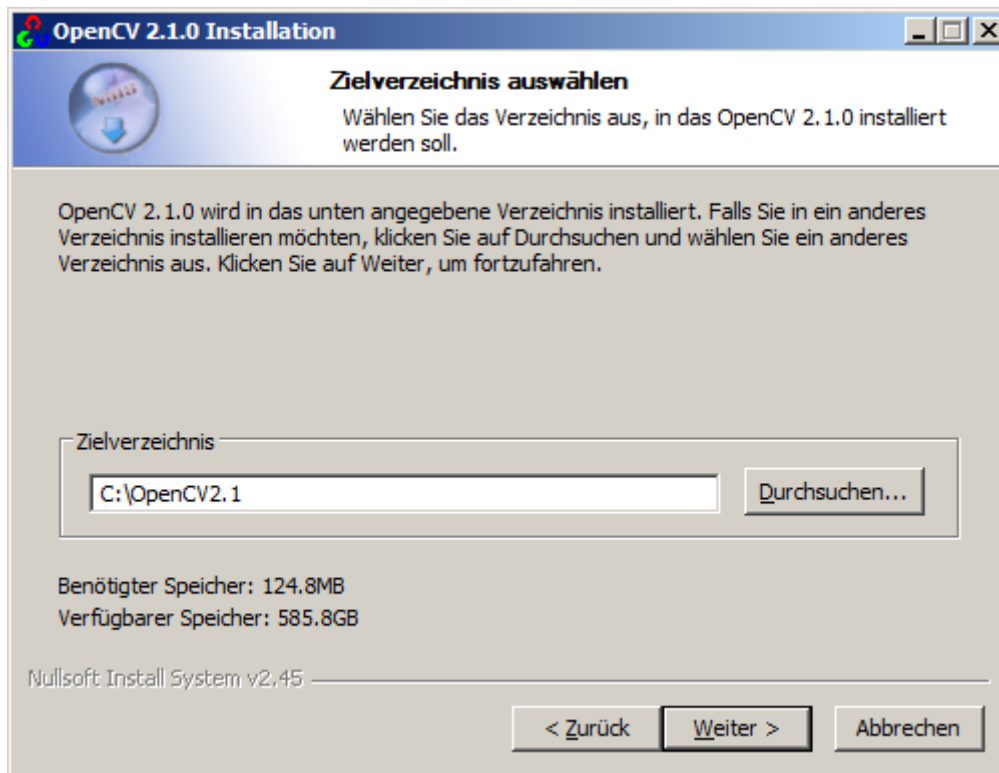 OpenCV 2.1.0 Installation
Zielverzeichnis auswählen
Wählen Sie das Verzeichnis aus, in das OpenCV 2.1.0 installiert
werden soll.
OpenCV 2.1.0 wird in das unten angegebene Verzeichnis installiert. Falls Sie in ein anderes
Verzeichnis installieren möchten, klicken Sie auf Durchsuchen und wählen Sie ein anderes
Verzeichnis aus. Klicken Sie auf Weiter, um fortzufahren.
Zielverzeichnis
C:\OpenCV2.1
Durchsuchen...
Benötigter Speicher: 124.8MB
Verfügbarer Speicher: 585.8GB
Nullsoft Install System v2.45
< Zurück
Weiter >
Abbrechen